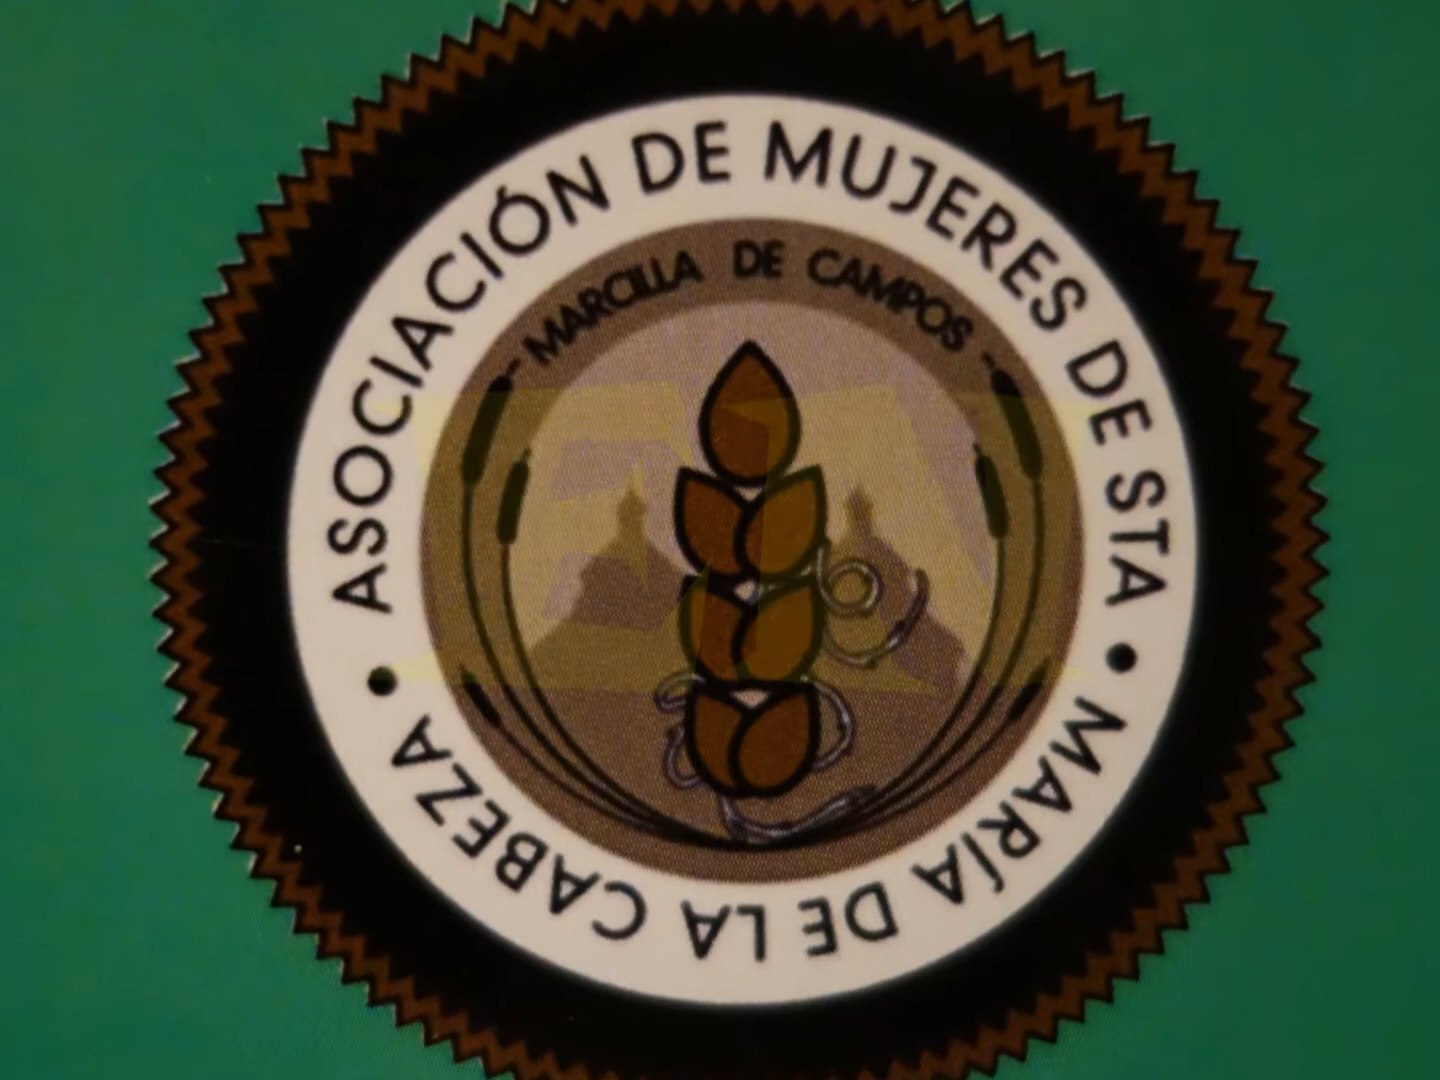 ASOCIACIÓN DE MUJERES DE STA • MARÍA DE LA CABEZA •
- MARCILLA DE CAMPOS -